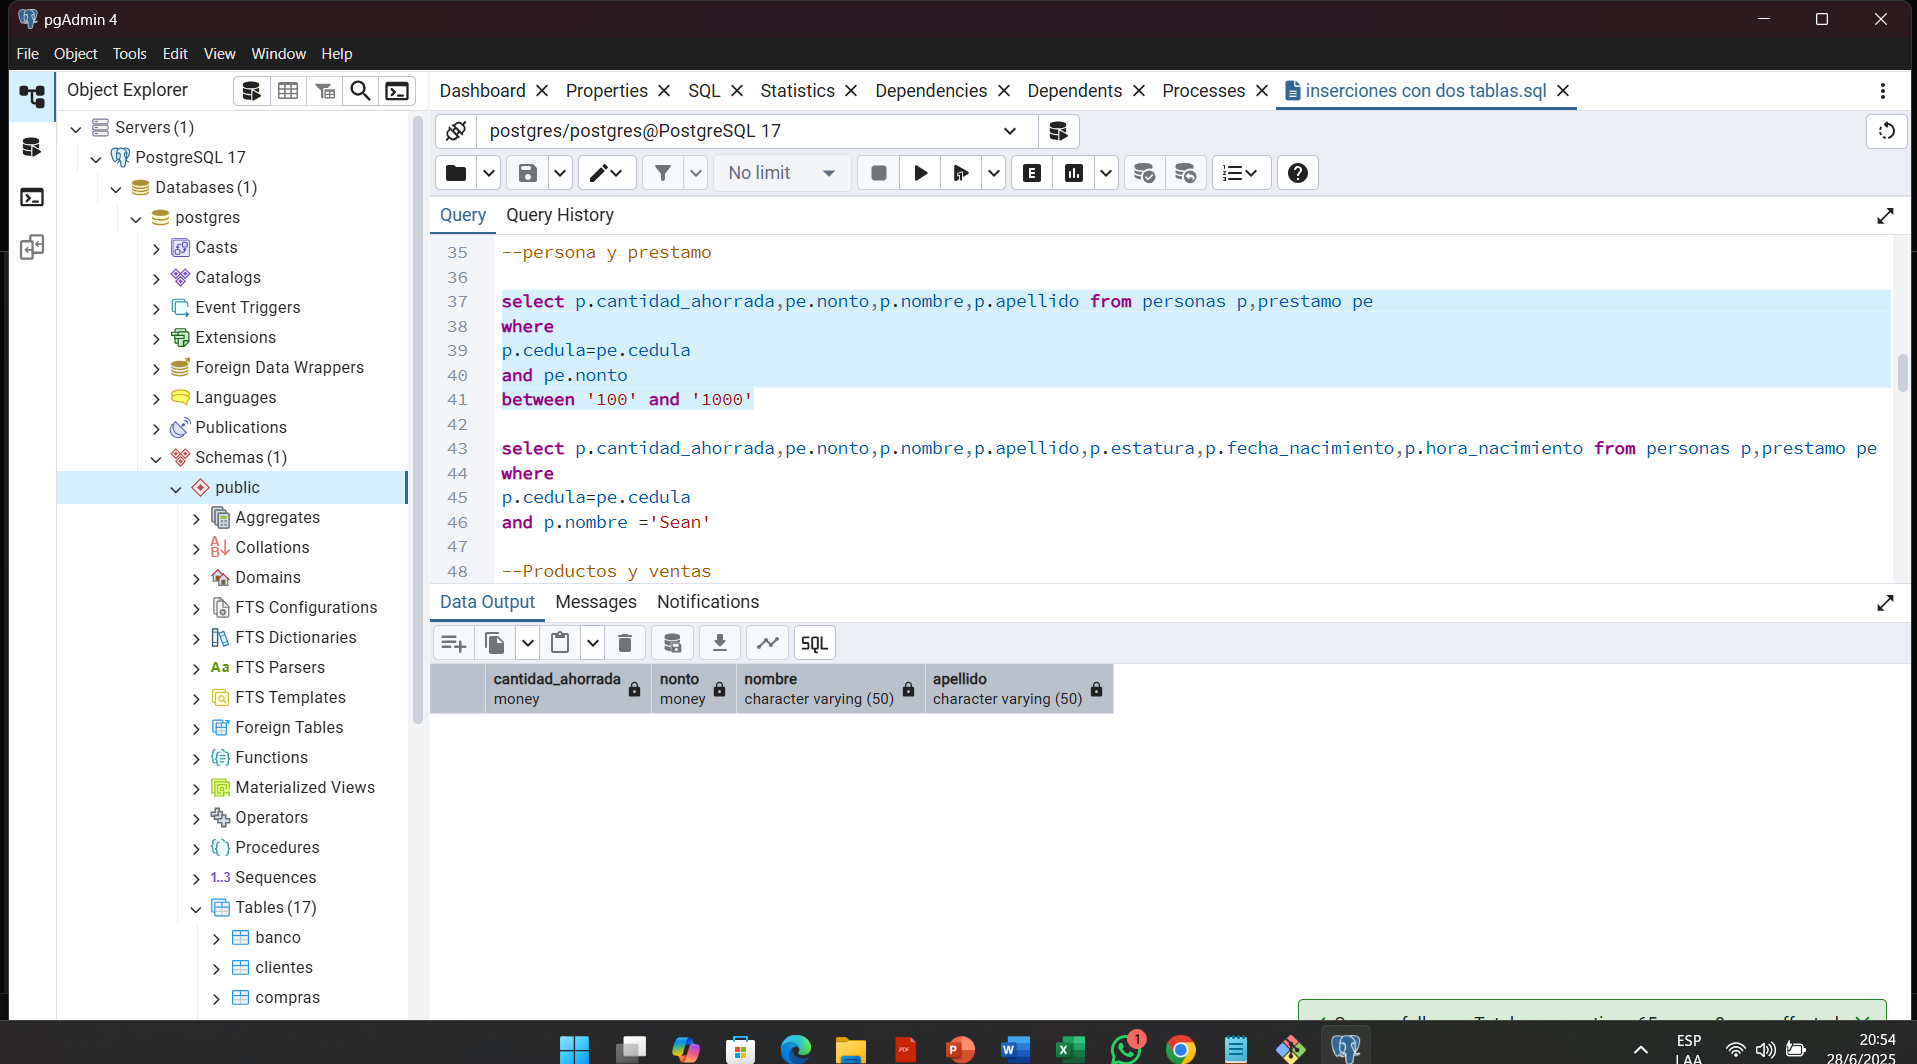 pgAdmin 4
File Object Tools Edit View Window Help
Object Explorer
Dashboard Properties SQL Statistics Dependencies Dependents Processes inserciones con dos tablas.sql
Servers (1)
PostgreSQL 17
Databases (1)
postgres
Casts
Catalogs
Event Triggers
Extensions
Foreign Data Wrappers
Languages
Publications
Schemas (1)
public
Aggregates
Collations
Domains
FTS Configurations
FTS Dictionaries
Aa FTS Parsers
FTS Templates
Foreign Tables
Functions
Materialized Views
Operators
Procedures
1..3 Sequences
Tables (17)
banco
clientes
compras
postgres/postgres@PostgreSQL 17
No limit
E
Query Query History
35 --persona y prestamo
36
37 select p.cantidad_ahorrada,pe.nonto,p.nombre,p.apellido from personas p,prestamo pe
38 where
39 p.cedula=pe.cedula
40 and pe.nonto
41 between '100' and '1000'
42
43 select p.cantidad_ahorrada,pe.nonto,p.nombre,p.apellido,p.estatura,p.fecha_nacimiento,p.hora_nacimiento from personas p,prestamo pe
44 where
45 p.cedula=pe.cedula
46 and p.nombre ='Sean'
47
48 --Productos y ventas
Data Output Messages Notifications
SQL
cantidad_ahorrada nonto nombre apellido
money money character varying (50) character varying (50)
1
ESP
LAA
20:54
28/6/2025